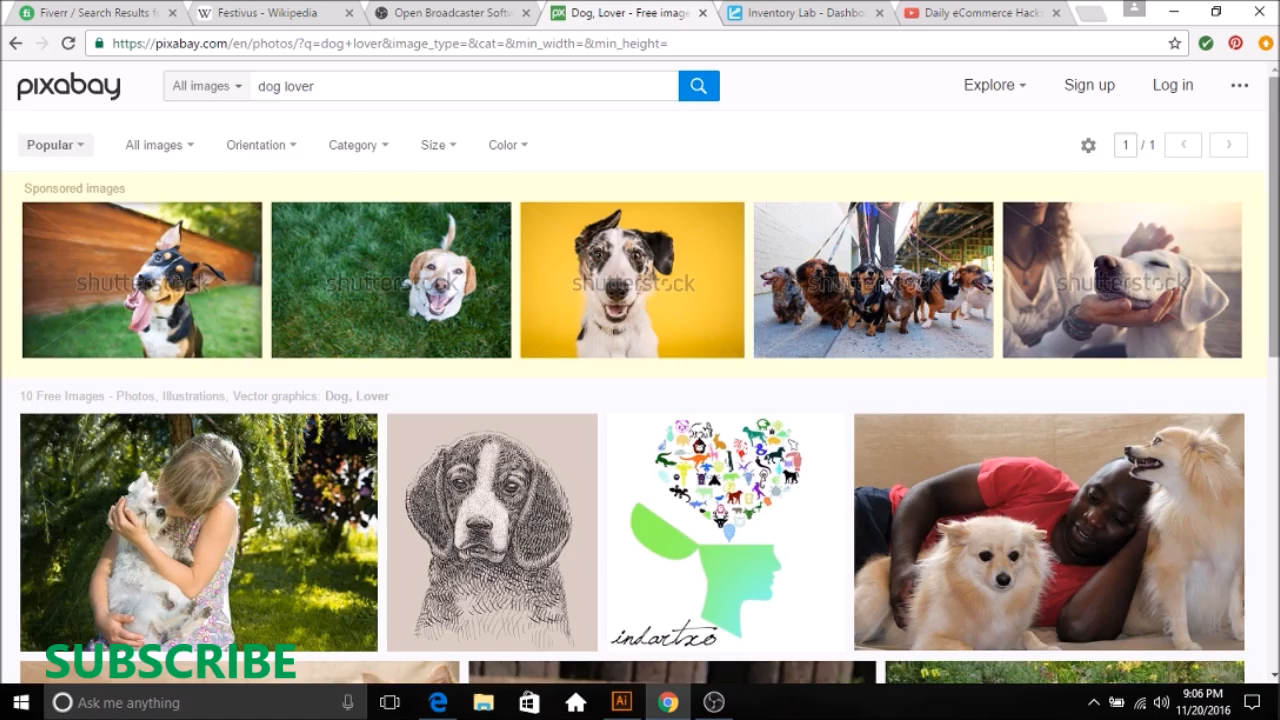 Fiverr / Search Results f
Festivus - Wikipedia
Open Broadcaster Softw
Dog, Lover - Free image
Inventory Lab - Dashbo
Daily eCommerce Hacks
https://pixabay.com/en/photos/?q=dog+lover&image_type=&cat=&min_width=&min_height=
pixabay
All images
dog lover
Explore
Sign up
Log in
Popular
All images
Orientation
Category
Size
Color
1 / 1
Sponsored images
shutterstock
shutterstock
shutterstock
shutterstock
shutterstock
10 Free Images - Photos, Illustrations, Vector graphics: Dog, Lover
indartxo
SUBSCRIBE
Ask me anything
Ai
9:06 PM
11/20/2016